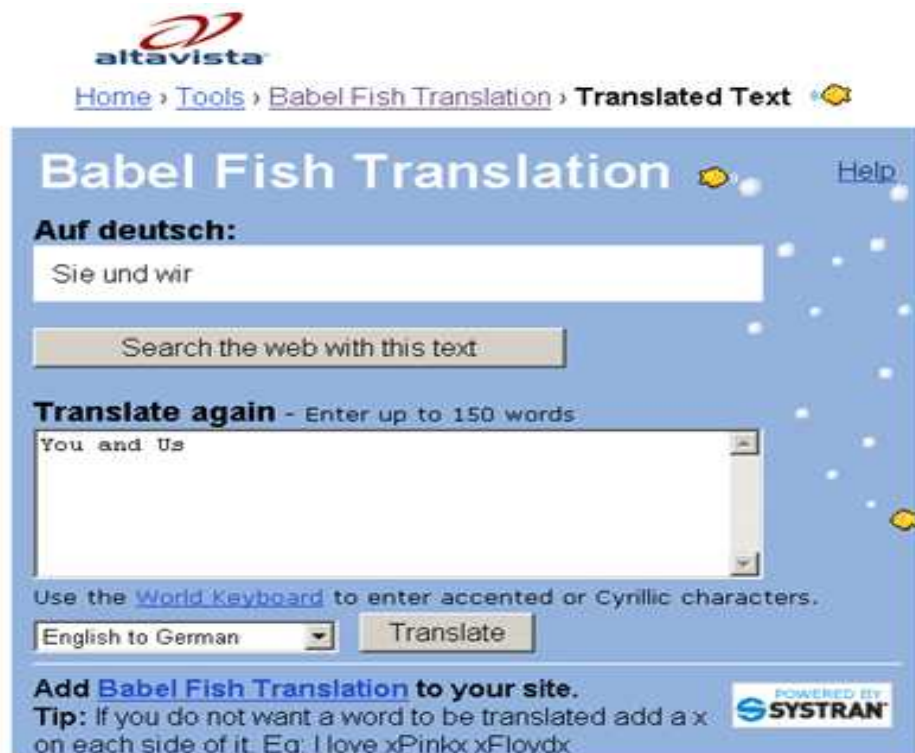 altavista
Home › Tools › Babel Fish Translation › Translated Text
Babel Fish Translation
Help
Auf deutsch:
Sie und wir
Search the web with this text
Translate again - Enter up to 150 words
You and Us
Use the World Keyboard to enter accented or Cyrillic characters.
English to German
Translate
Add Babel Fish Translation to your site.
Tip: If you do not want a word to be translated add a x
on each side of it. Eg: I love xPinkx xFloydx
POWERED BY
SYSTRAN